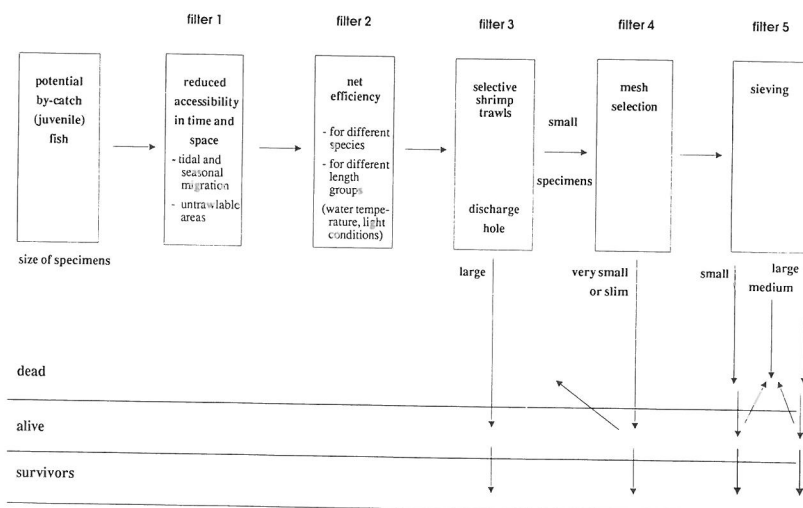 filter 1
filter 2
filter 3
filter 4
filter 5
potential
by-catch
(juvenile)
fish
reduced
accessibility
in time and
space
- tidal and
seasonal
migration
- untrawlable
areas
net
efficiency
- for different
species
- for different
length
groups
(water tempe-
rature, light
conditions)
selective
shrimp
trawls
discharge
hole
small
specimens
mesh
selection
sieving
size of specimens
large
very small
or slim
small
large
medium
dead
alive
survivors